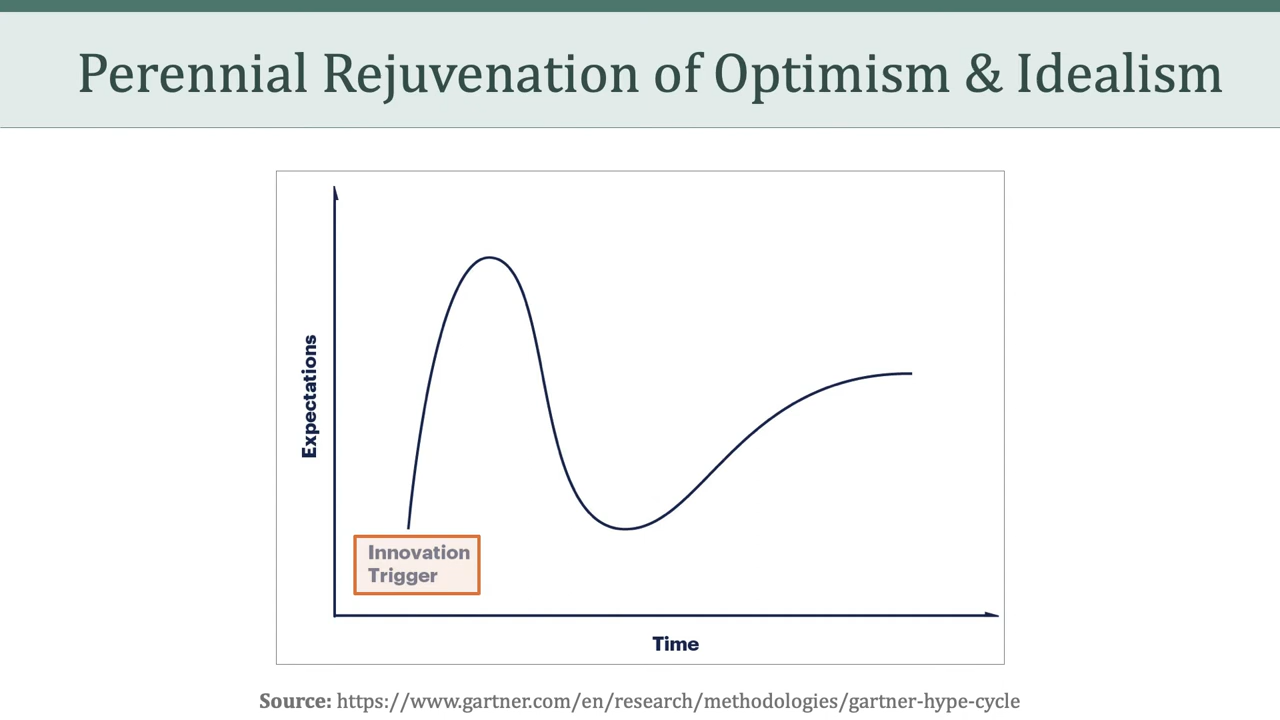 Perennial Rejuvenation of Optimism & Idealism
Expectations
Innovation
Trigger
Time
Source: https://www.gartner.com/en/research/methodologies/gartner-hype-cycle